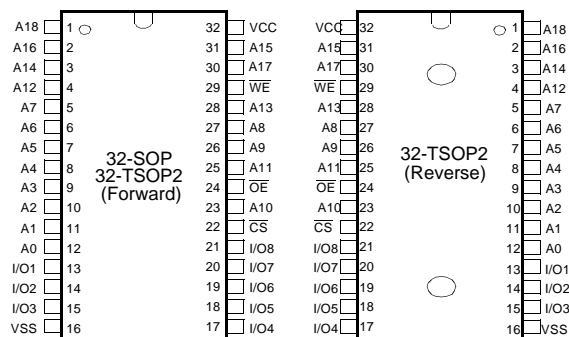 A18 1 32 VCC
A16 2 31 A15
A14 3 30 A17
A12 4 29 WE
A7 5 28 A13
A6 6 27 A8
A5 7 26 A9
A4 8 25 A11
A3 9 24 OE
A2 10 23 A10
A1 11 22 CS
A0 12 21 I/O8
I/O1 13 20 I/O7
I/O2 14 19 I/O6
I/O3 15 18 I/O5
VSS 16 17 I/O4
32-SOP
32-TSOP2
(Forward)
VCC 32 1 A18
A15 31 2 A16
A17 30 3 A14
WE 29 4 A12
A13 28 5 A7
A8 27 6 A6
A9 26 7 A5
A11 25 8 A4
OE 24 9 A3
A10 23 10 A2
CS 22 11 A1
I/O8 21 12 A0
I/O7 20 13 I/O1
I/O6 19 14 I/O2
I/O5 18 15 I/O3
I/O4 17 16 VSS
32-TSOP2
(Reverse)